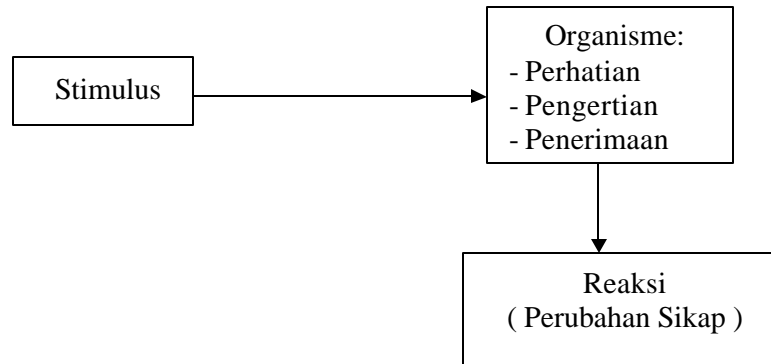 Stimulus
Organisme:
- Perhatian
- Pengertian
- Penerimaan
Reaksi
( Perubahan Sikap )